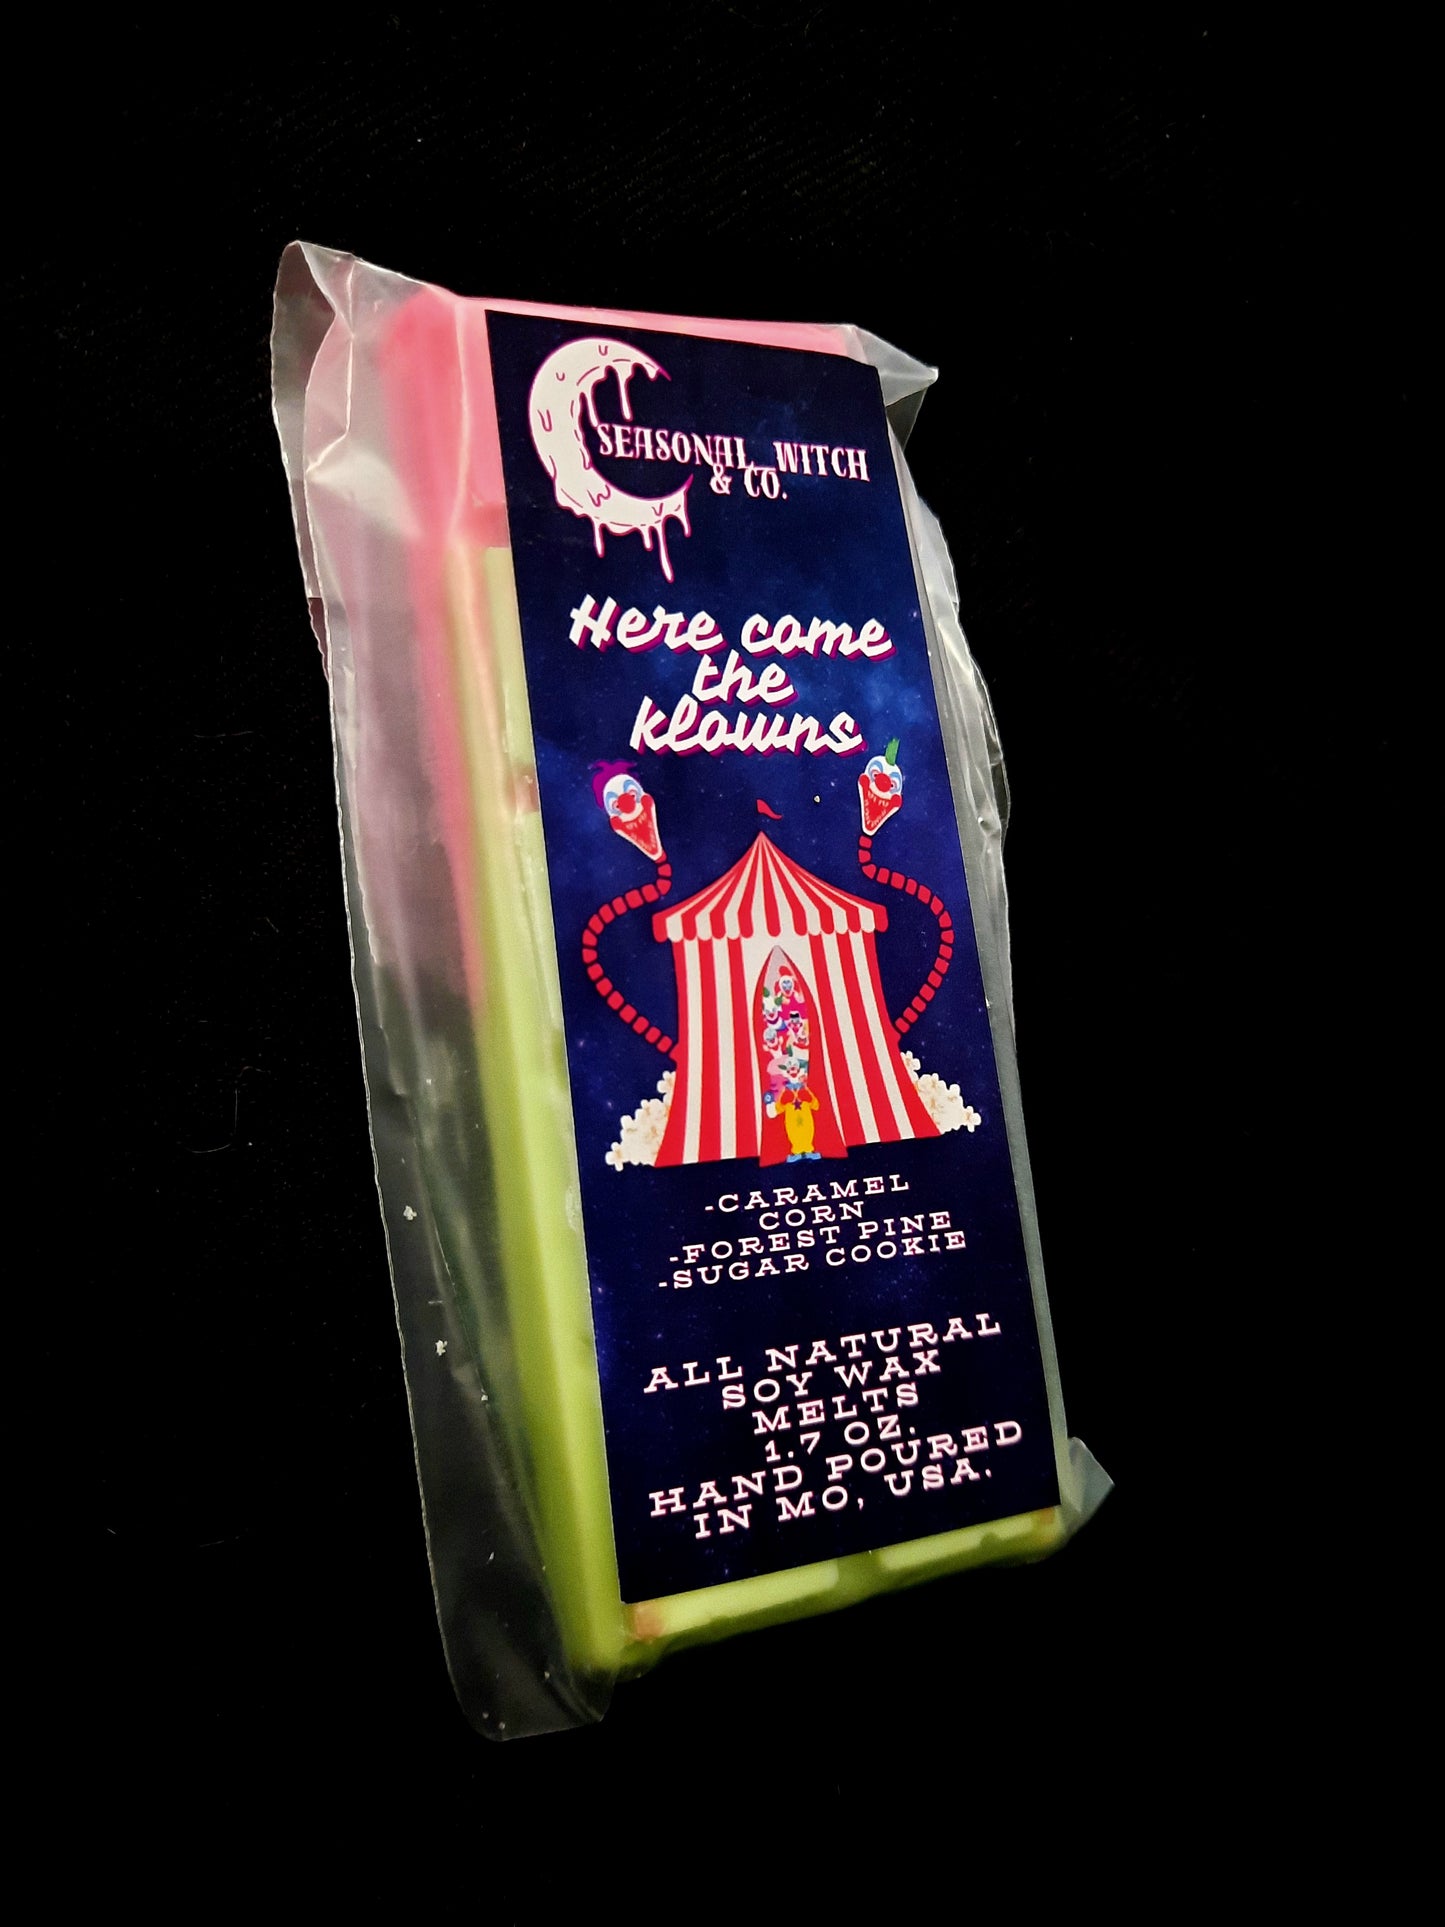 SEASONAL WITCH
& CO.
Here come
the
klowns
-CARAMEL
CORN
-FOREST PINE
-SUGAR COOKIE
ALL NATURAL
SOY WAX
MELTS
1.7 OZ.
HAND POURED
IN MO, USA.